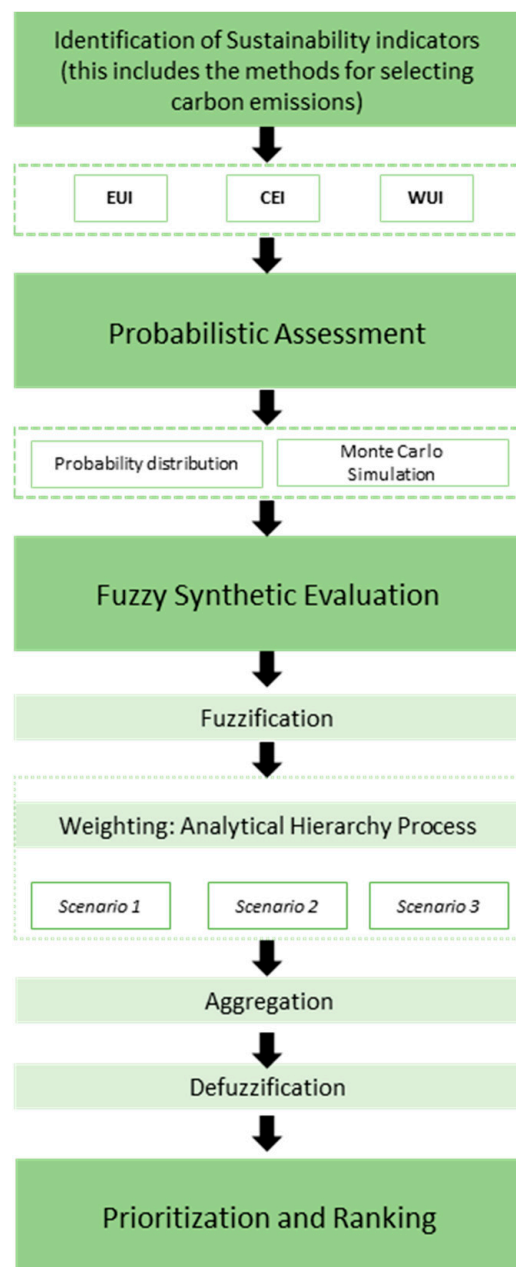 Identification of Sustainability indicators
(this includes the methods for selecting
carbon emissions)
EUI
CEI
WUI
Probabilistic Assessment
Probability distribution
Monte Carlo
Simulation
Fuzzy Synthetic Evaluation
Fuzzification
Weighting: Analytical Hierarchy Process
Scenario 1
Scenario 2
Scenario 3
Aggregation
Defuzzification
Prioritization and Ranking